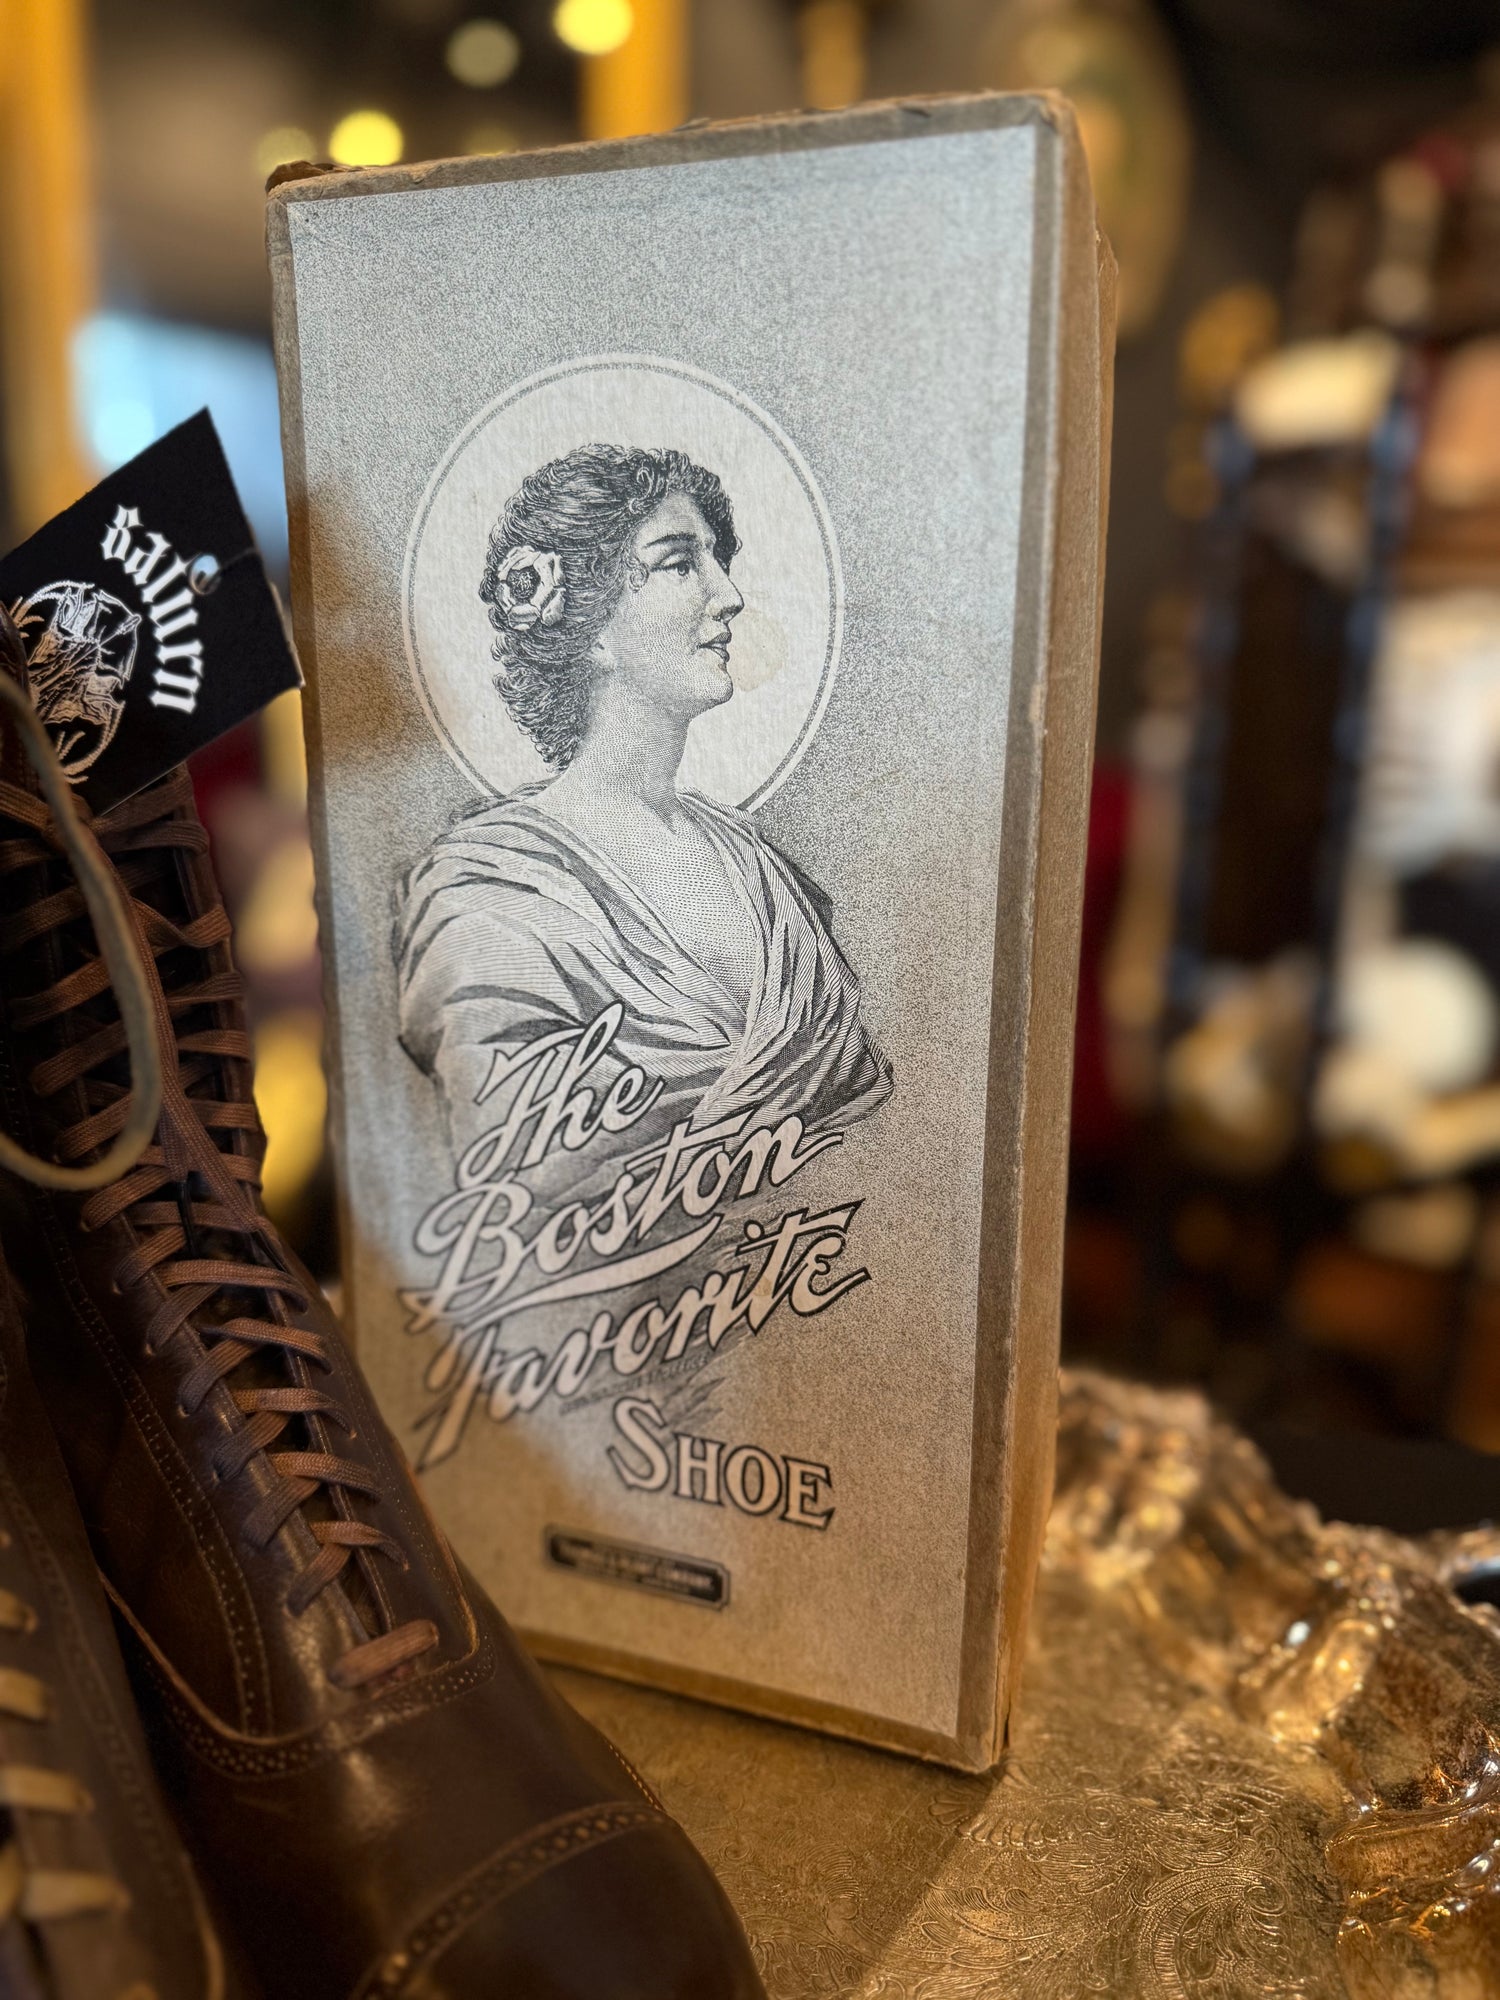 Saturn
The
Boston
Favorite
SHOE